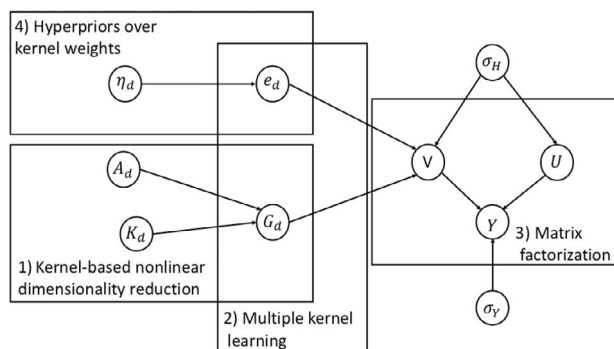 4) Hyperpriors over
kernel weights
η_d
e_d
σ_H
V
U
A_d
K_d
G_d
Y
1) Kernel-based nonlinear
dimensionality reduction
2) Multiple kernel
learning
3) Matrix
factorization
σ_Y